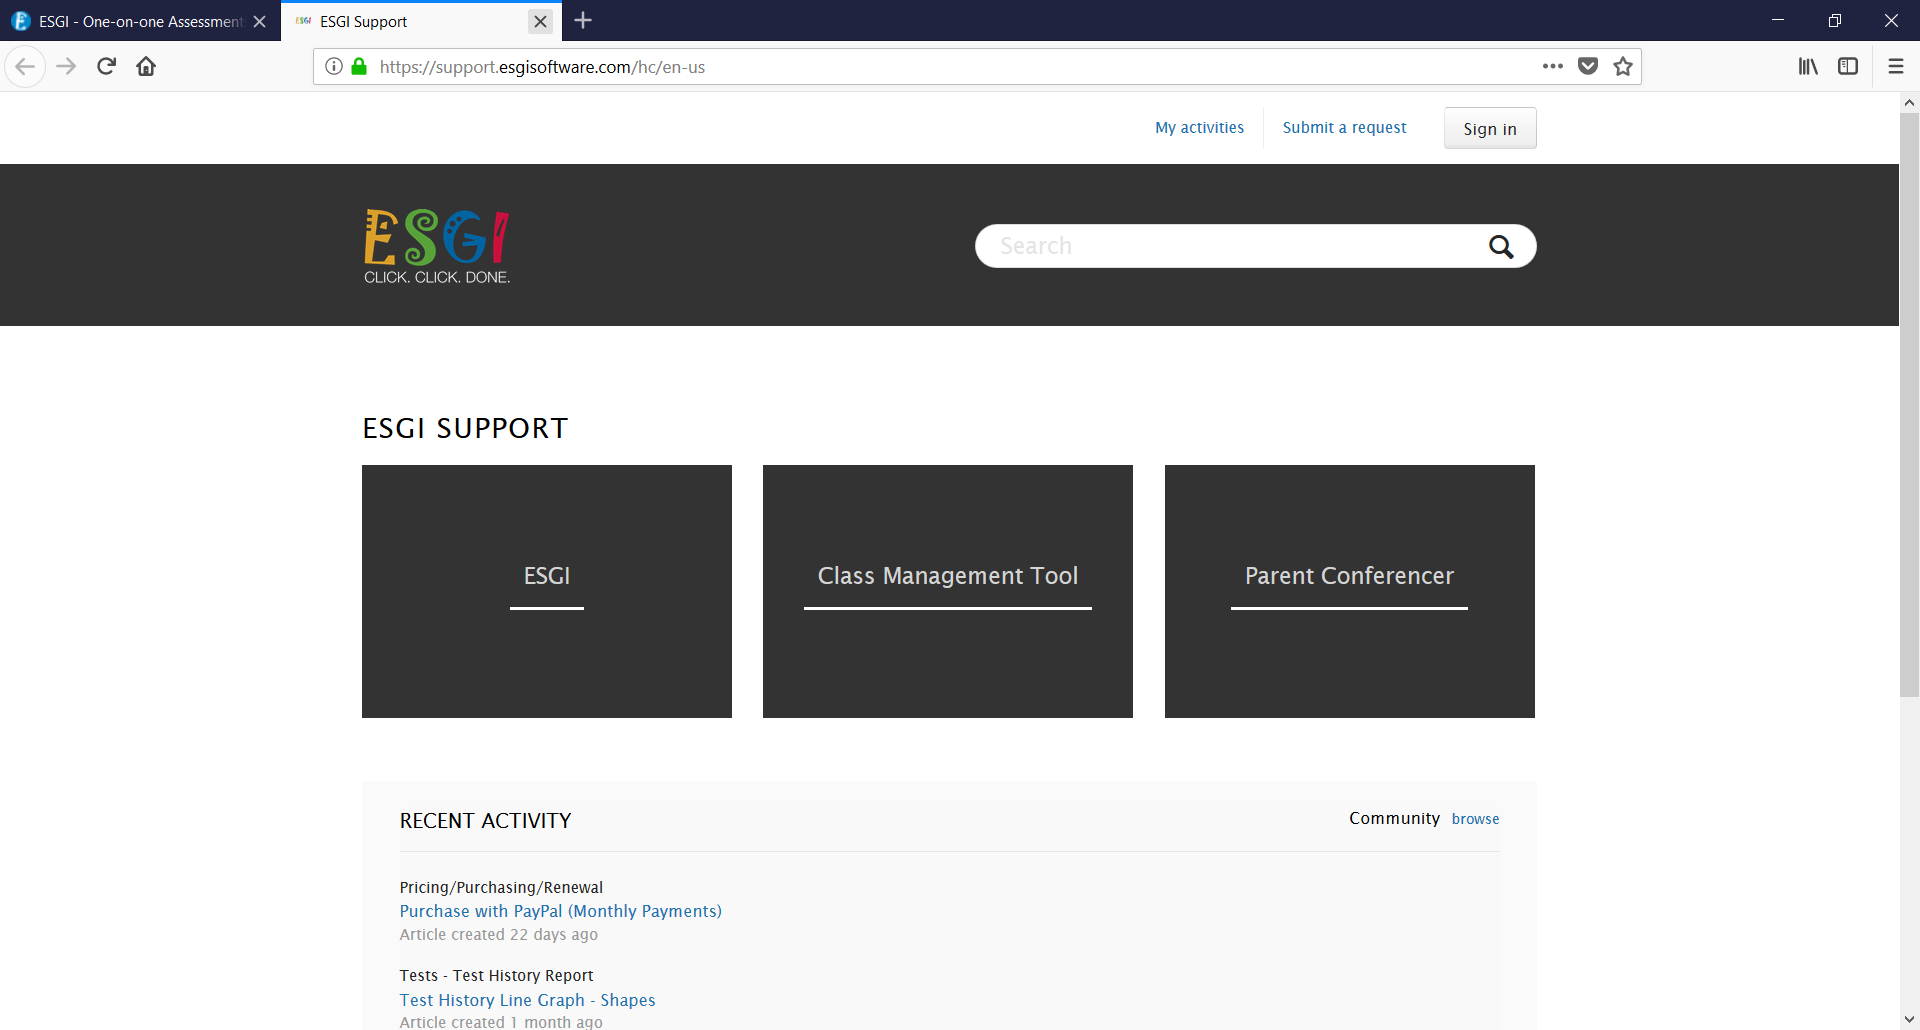 ESGI - One-on-one Assessment
ESGI Support
https://support.esgisoftware.com/hc/en-us
My activities
Submit a request
Sign in
ESGI
CLICK. CLICK. DONE.
Search
ESGI SUPPORT
ESGI
Class Management Tool
Parent Conferencer
RECENT ACTIVITY
Community browse
Pricing/Purchasing/Renewal
Purchase with PayPal (Monthly Payments)
Article created 22 days ago
Tests - Test History Report
Test History Line Graph - Shapes
Article created 1 month ago